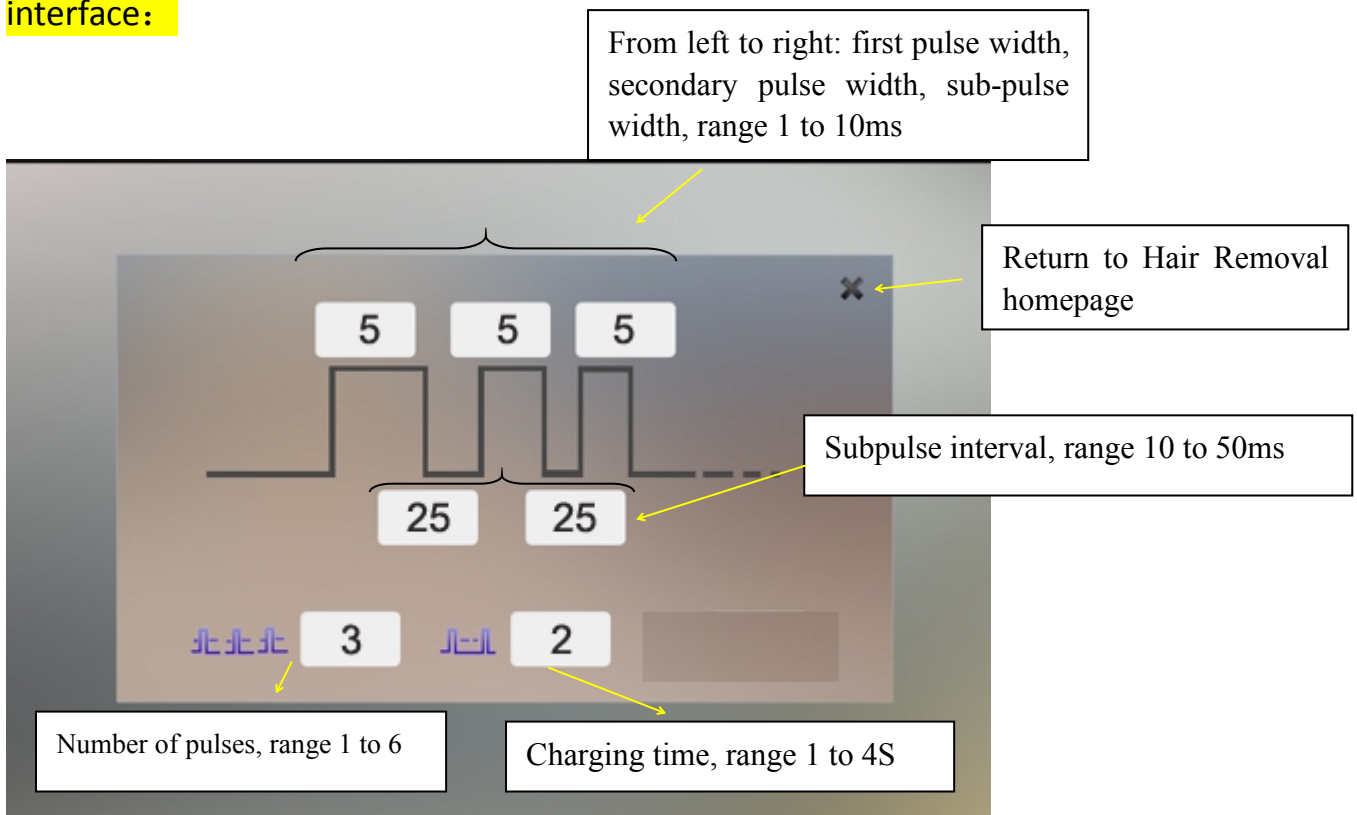 interface：
From left to right: first pulse width,
secondary pulse width, sub-pulse
width, range 1 to 10ms
Return to Hair Removal
homepage
5 5 5
Subpulse interval, range 10 to 50ms
25 25
3 2
Number of pulses, range 1 to 6
Charging time, range 1 to 4S